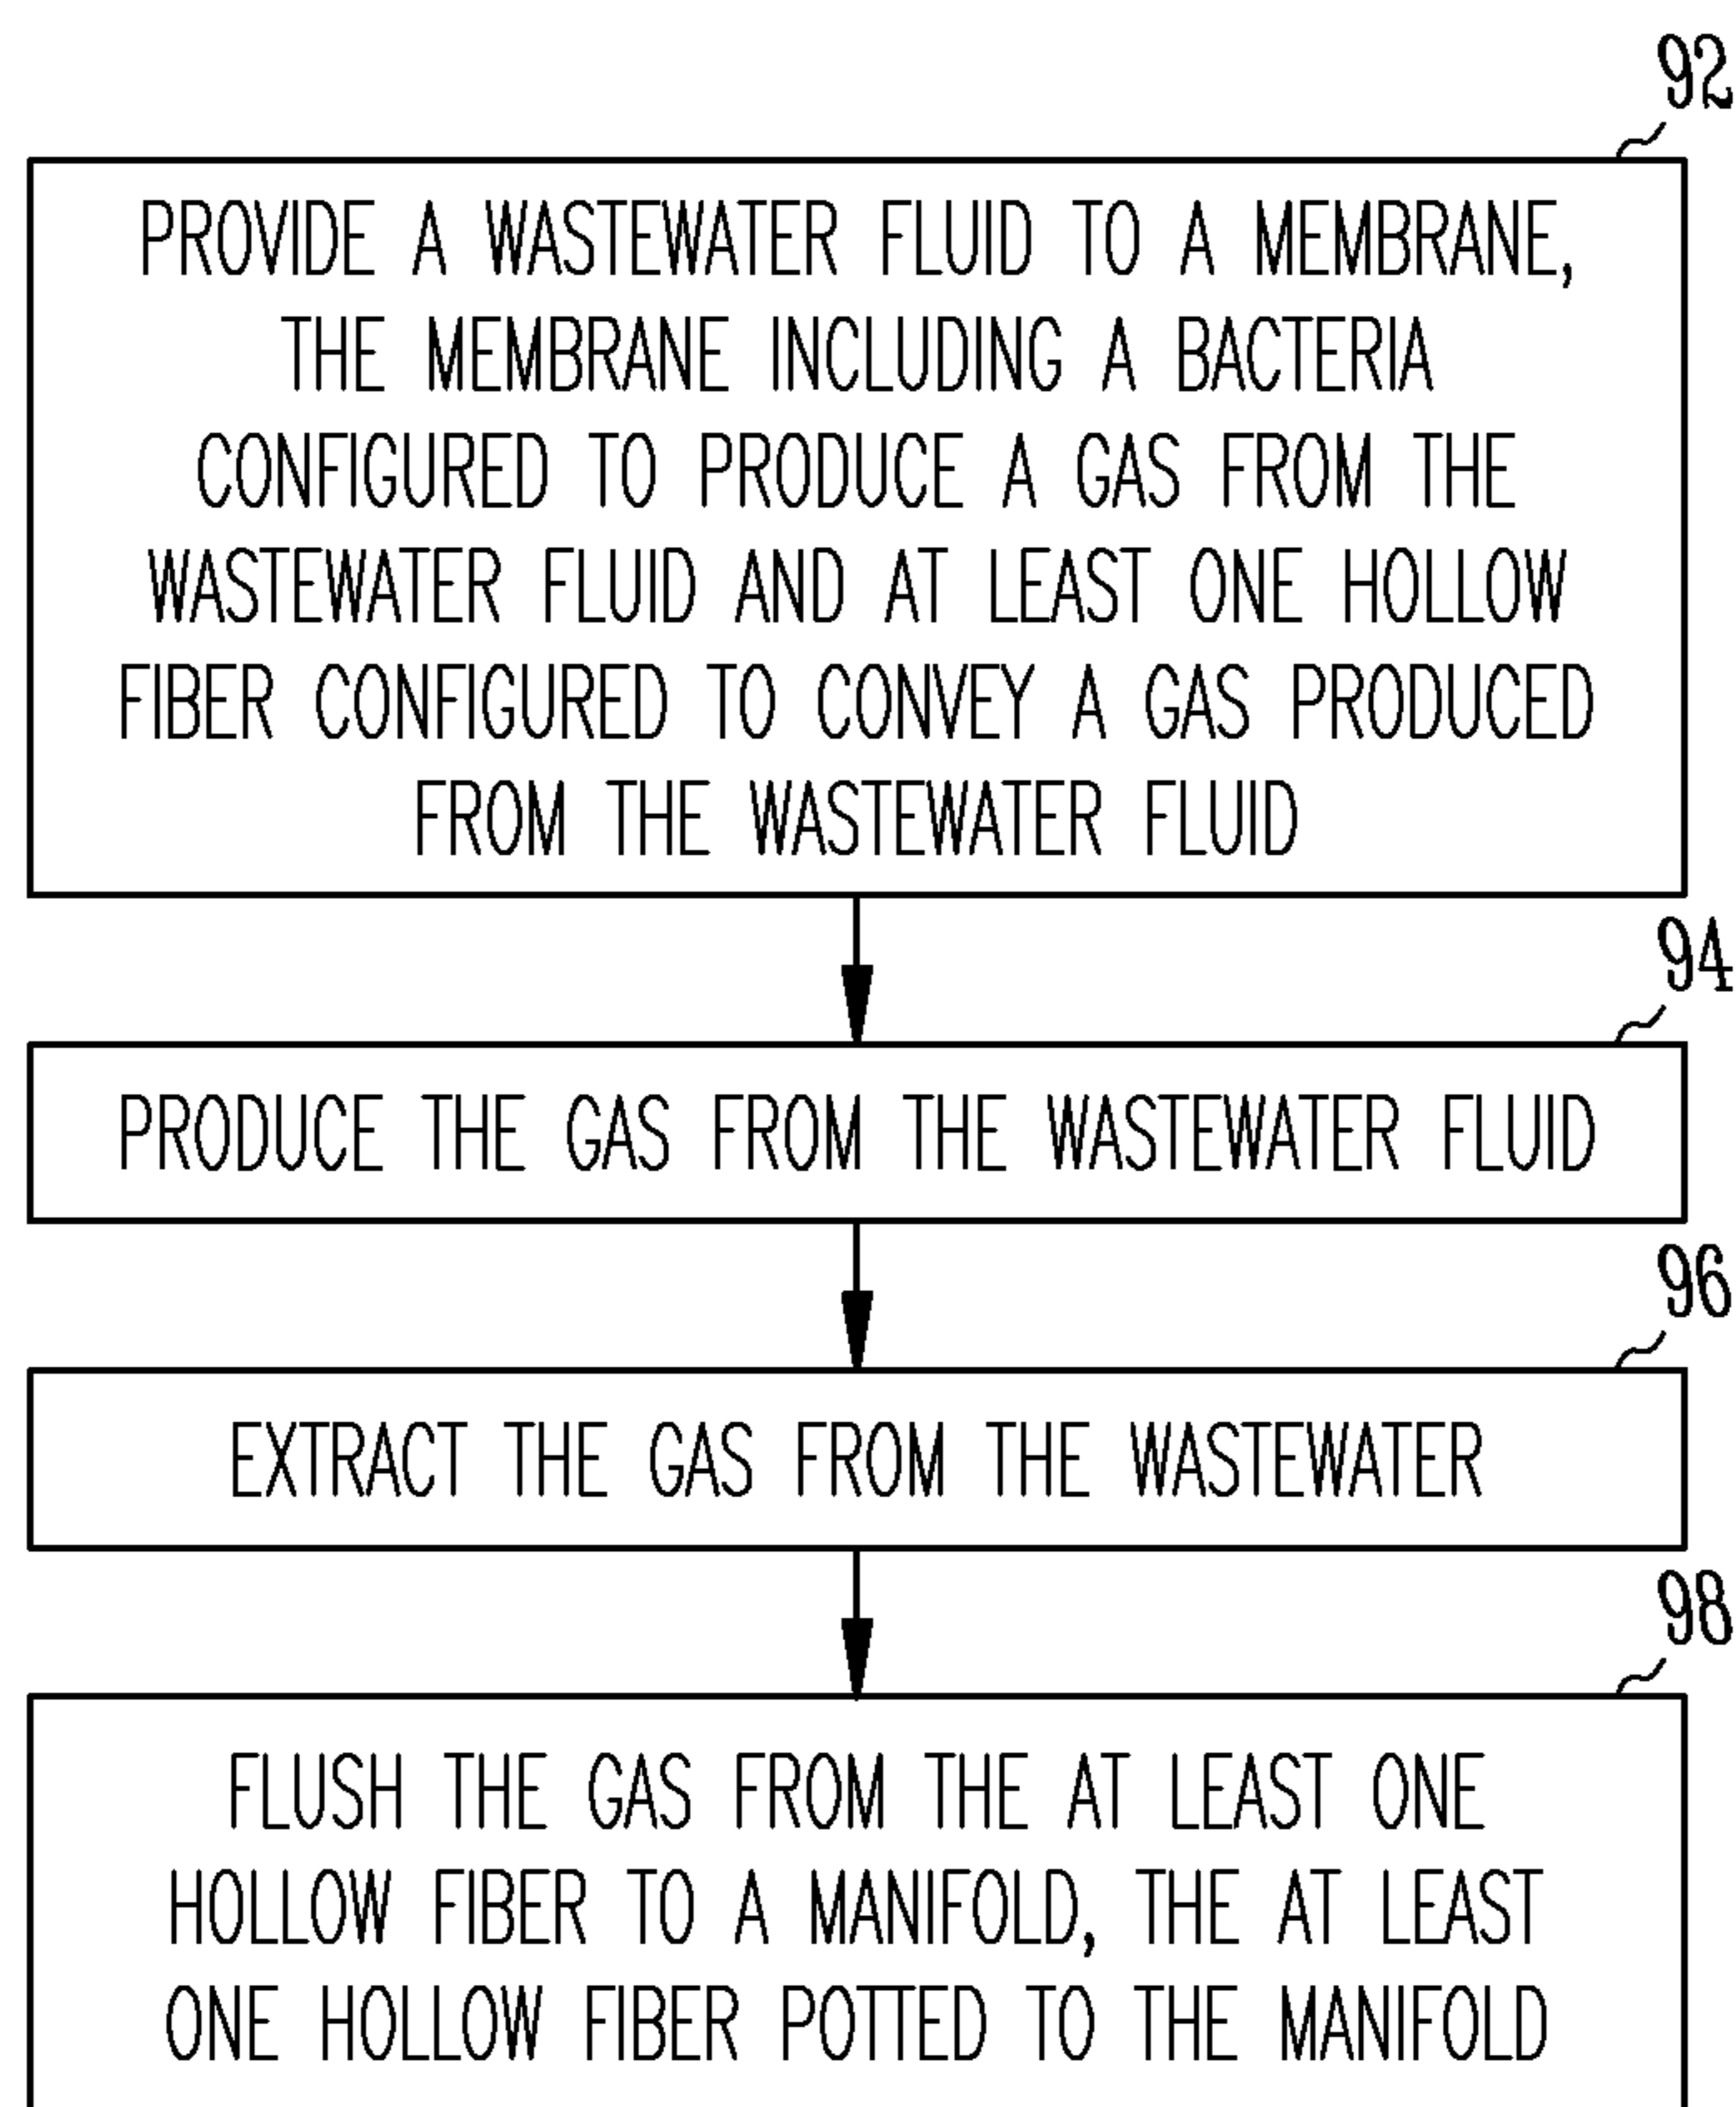 92
PROVIDE A WASTEWATER FLUID TO A MEMBRANE,
THE MEMBRANE INCLUDING A BACTERIA
CONFIGURED TO PRODUCE A GAS FROM THE
WASTEWATER FLUID AND AT LEAST ONE HOLLOW
FIBER CONFIGURED TO CONVEY A GAS PRODUCED
FROM THE WASTEWATER FLUID
94
PRODUCE THE GAS FROM THE WASTEWATER FLUID
96
EXTRACT THE GAS FROM THE WASTEWATER
98
FLUSH THE GAS FROM THE AT LEAST ONE
HOLLOW FIBER TO A MANIFOLD, THE AT LEAST
ONE HOLLOW FIBER POTTED TO THE MANIFOLD